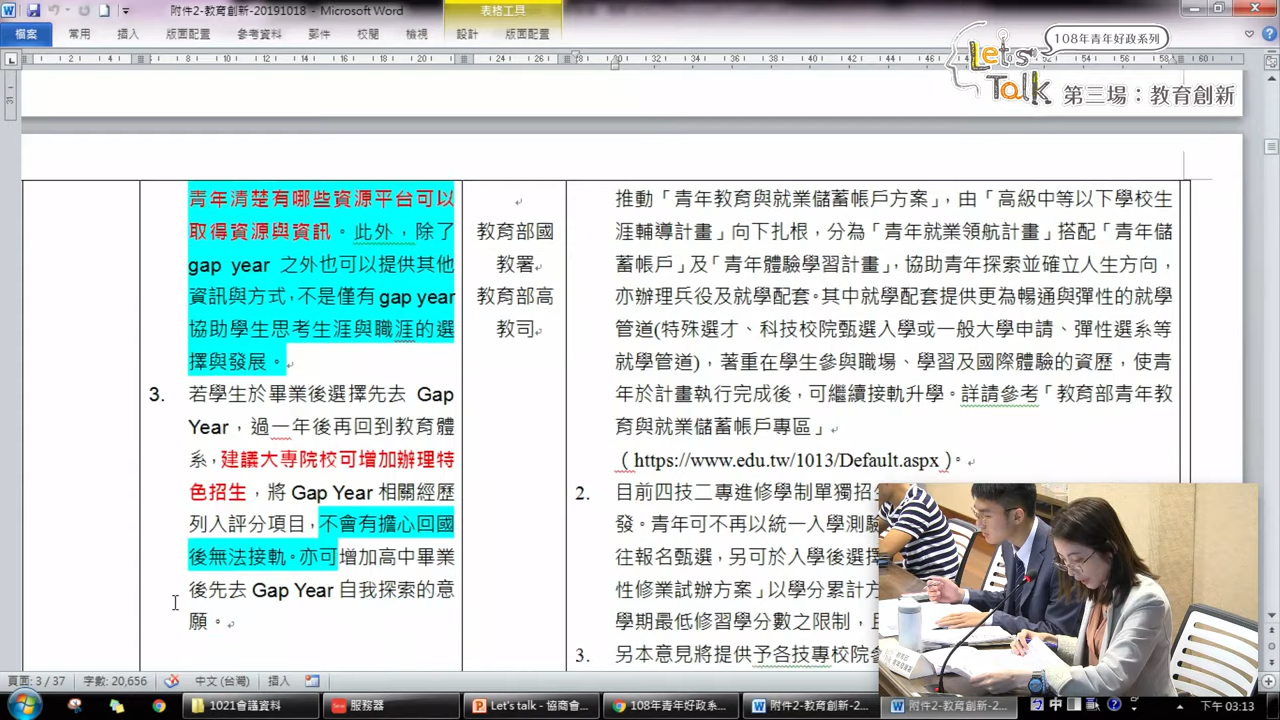 附件2-教育創新-20191018 - Microsoft Word
表格工具
檔案 常用 插入 版面配置 參考資料 郵件 校閱 檢視 設計 版面配置
108年青年好政系列
Let's Talk
第三場：教育創新
青年清楚有哪些資源平台可以
取得資源與資訊。此外，除了
gap year 之外也可以提供其他
資訊與方式，不是僅有 gap year
協助學生思考生涯與職涯的選
擇與發展。
3. 若學生於畢業後選擇先去 Gap
Year，過一年後再回到教育體
系，建議大專院校可增加辦理特
色招生，將 Gap Year 相關經歷
列入評分項目，不會有擔心回國
後無法接軌。亦可增加高中畢業
後先去 Gap Year 自我探索的意
願。
教育部國
教署
教育部高
教司
推動「青年教育與就業儲蓄帳戶方案」，由「高級中等以下學校生
涯輔導計畫」向下扎根，分為「青年就業領航計畫」搭配「青年儲
蓄帳戶」及「青年體驗學習計畫」，協助青年探索並確立人生方向，
亦辦理兵役及就學配套。其中就學配套提供更為暢通與彈性的就學
管道(特殊選才、科技校院甄選入學或一般大學申請、彈性選系等
就學管道)，著重在學生參與職場、學習及國際體驗的資歷，使青
年於計畫執行完成後，可繼續接軌升學。詳請參考「教育部青年教
育與就業儲蓄帳戶專區」
（https://www.edu.tw/1013/Default.aspx）。
2. 目前四技二專進修學制單獨招
發。青年可不再以統一入學測驗
往報名甄選，另可於入學後選擇
性修業試辦方案」以學分累計方
學期最低修習學分數之限制，且
3. 另本意見將提供予各技專校院參
頁面: 3 / 37 字數: 20,656 中文 (台灣) 插入
1021會議資料 服務器 Let's talk - 協商會... 108年青年好政系... 附件2-教育創新-2... 附件2-教育創新-2... 中 下午 03:13